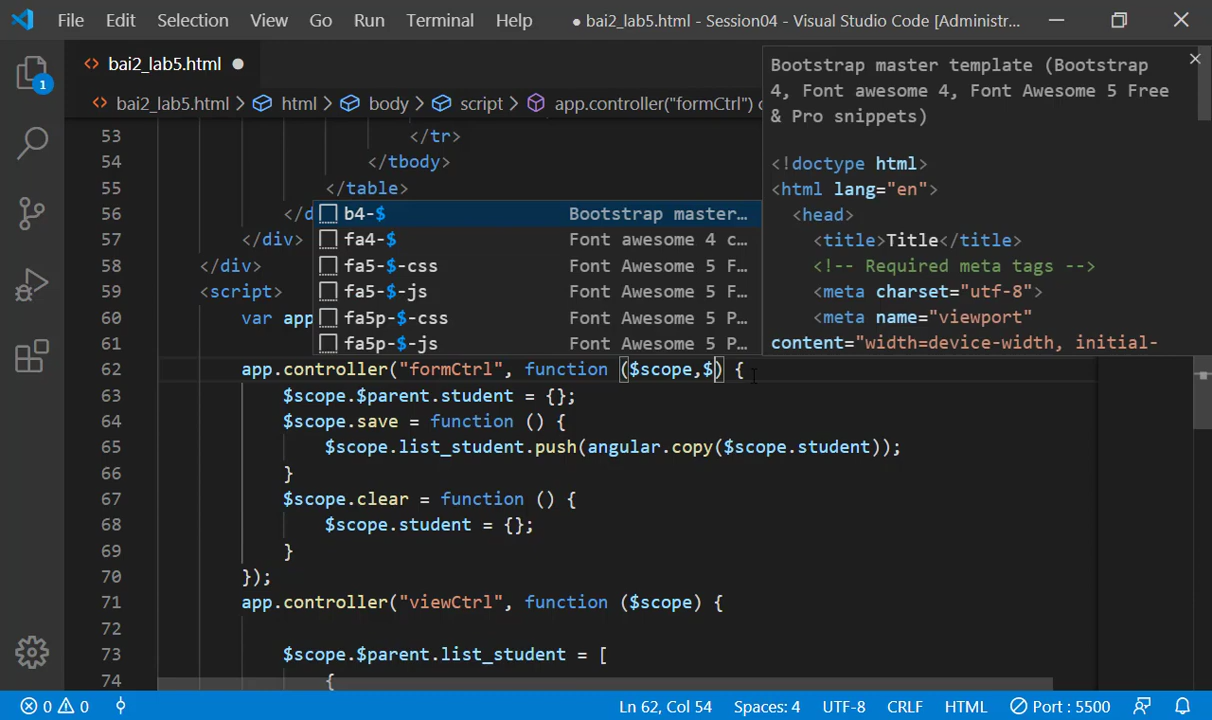 File Edit Selection View Go Run Terminal Help ● bai2_lab5.html - Session04 - Visual Studio Code [Administr...
1
<> bai2_lab5.html ●
<> bai2_lab5.html > html > body > script > app.controller("formCtrl") c
53 </tr>
54 </tbody>
55 </table>
56 </d
57 </div>
58 </div>
59 <script>
60 var app
61
b4-$ Bootstrap master…
fa4-$ Font awesome 4 c…
fa5-$-css Font Awesome 5 F…
fa5-$-js Font Awesome 5 F…
fa5p-$-css Font Awesome 5 P…
fa5p-$-js Font Awesome 5 P…
Bootstrap master template (Bootstrap
4, Font awesome 4, Font Awesome 5 Free
& Pro snippets)
<!doctype html>
<html lang="en">
<head>
<title>Title</title>
<!-- Required meta tags -->
<meta charset="utf-8">
<meta name="viewport"
content="width=device-width, initial-
62 app.controller("formCtrl", function ($scope,$) {
63 $scope.$parent.student = {};
64 $scope.save = function () {
65 $scope.list_student.push(angular.copy($scope.student));
66 }
67 $scope.clear = function () {
68 $scope.student = {};
69 }
70 });
71 app.controller("viewCtrl", function ($scope) {
72
73 $scope.$parent.list_student = [
74 {
0 0 Ln 62, Col 54 Spaces: 4 UTF-8 CRLF HTML Port : 5500